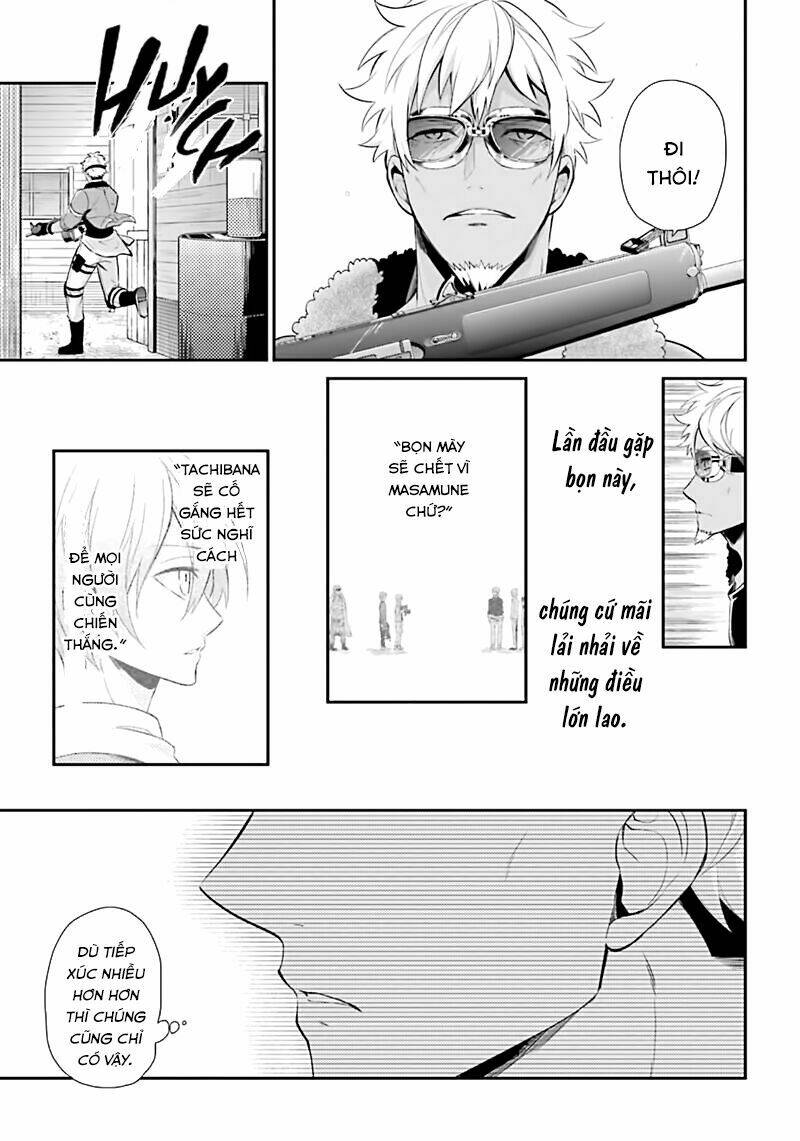 ĐI
THÔI!
HUYCH
Lần đầu gặp
bọn này,
chúng cứ mãi
lải nhải về
những điều
lớn lao.
"BỌN MÀY
SẼ CHẾT VÌ
MASAMUNE
CHỨ?"
"TACHIBANA
SẼ CỐ
GẮNG HẾT
SỨC NGHĨ
CÁCH
ĐỂ MỌI
NGƯỜI
CÙNG
CHIẾN
THẮNG."
DÙ TIẾP
XÚC NHIỀU
HƠN HƠN
THÌ CHÚNG
CŨNG CHỈ
CÓ VẬY.